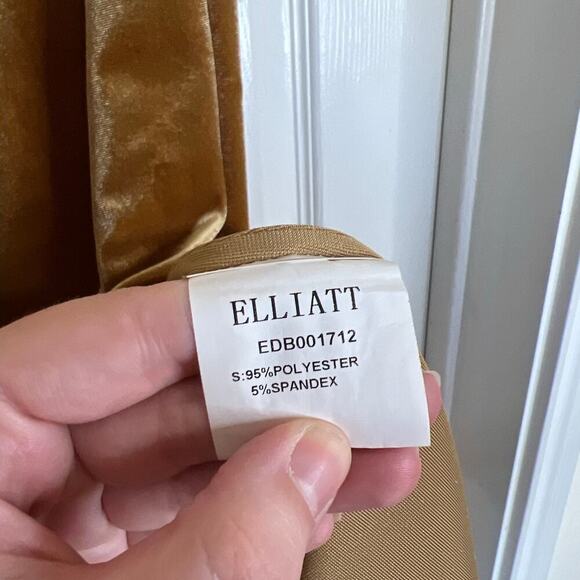 ELLIATT
EDB001712
S:95%POLYESTER
5%SPANDEX